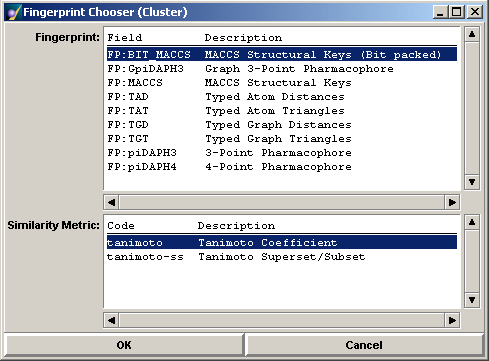 Fingerprint Chooser (Cluster)
Fingerprint: Field Description
FP:BIT_MACCS MACCS Structural Keys (Bit packed)
FP:GpiDAPH3 Graph 3-Point Pharmacophore
FP:MACCS MACCS Structural Keys
FP:TAD Typed Atom Distances
FP:TAT Typed Atom Triangles
FP:TGD Typed Graph Distances
FP:TGT Typed Graph Triangles
FP:piDAPH3 3-Point Pharmacophore
FP:piDAPH4 4-Point Pharmacophore
Similarity Metric: Code Description
tanimoto Tanimoto Coefficient
tanimoto-ss Tanimoto Superset/Subset
OK Cancel